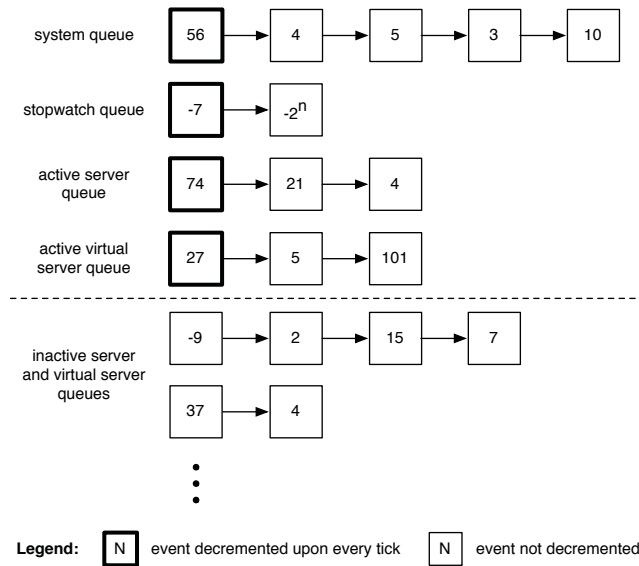 system queue
56
4
5
3
10
stopwatch queue
-7
-2ⁿ
active server
queue
74
21
4
active virtual
server queue
27
5
101
inactive server
and virtual server
queues
-9
2
15
7
37
4
Legend:
N
event decremented upon every tick
N
event not decremented